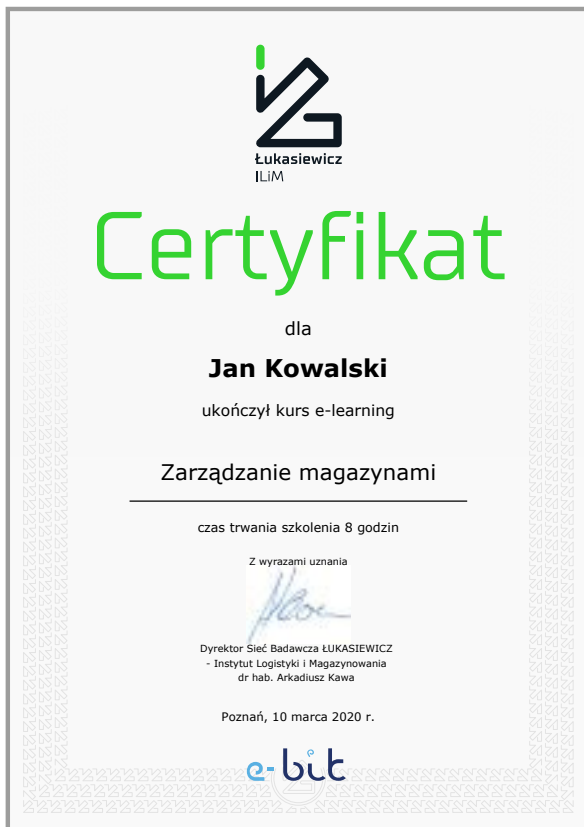 Łukasiewicz
ILiM
Certyfikat
dla
Jan Kowalski
ukończył kurs e-learning
Zarządzanie magazynami
czas trwania szkolenia 8 godzin
Z wyrazami uznania
Dyrektor Sieć Badawcza ŁUKASIEWICZ
- Instytut Logistyki i Magazynowania
dr hab. Arkadiusz Kawa
Poznań, 10 marca 2020 r.
e-bit